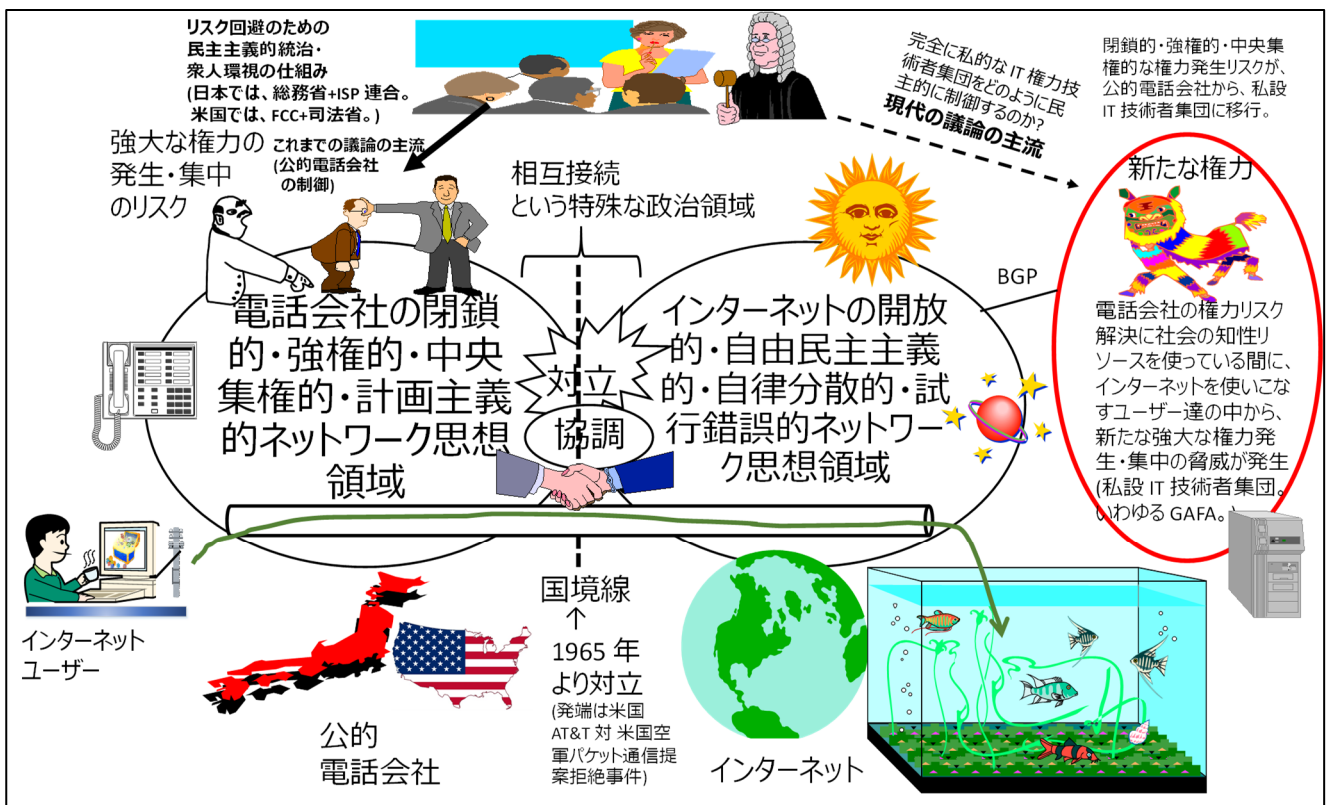 リスク回避のための
民主主義的統治・
衆人環視の仕組み
(日本では、総務省+ISP 連合。
米国では、FCC+司法省。)
強大な権力の
発生・集中
のリスク
これまでの議論の主流
(公的電話会社
の制御)
相互接続
という特殊な政治領域
完全に私的な IT 権力技
術者集団をどのように民
主的に制御するのか?
現代の議論の主流
閉鎖的・強権的・中央集
権的な権力発生リスクが、
公的電話会社から、私設
IT 技術者集団に移行。
新たな権力
BGP
電話会社の権力リスク
解決に社会の知性リ
ソースを使っている間に、
インターネットを使いこな
すユーザー達の中から、
新たな強大な権力発
生・集中の脅威が発生
(私設 IT 技術者集団。
いわゆる GAFA。)
電話会社の閉鎖
的・強権的・中央
集権的・計画主義
的ネットワーク思想
領域
対立
協調
インターネットの開放
的・自由民主主義
的・自律分散的・試
行錯誤的ネットワー
ク思想領域
インターネット
ユーザー
公的
電話会社
国境線
↑
1965 年
より対立
(発端は米国
AT&T 対 米国空
軍パケット通信提
案拒絶事件)
インターネット